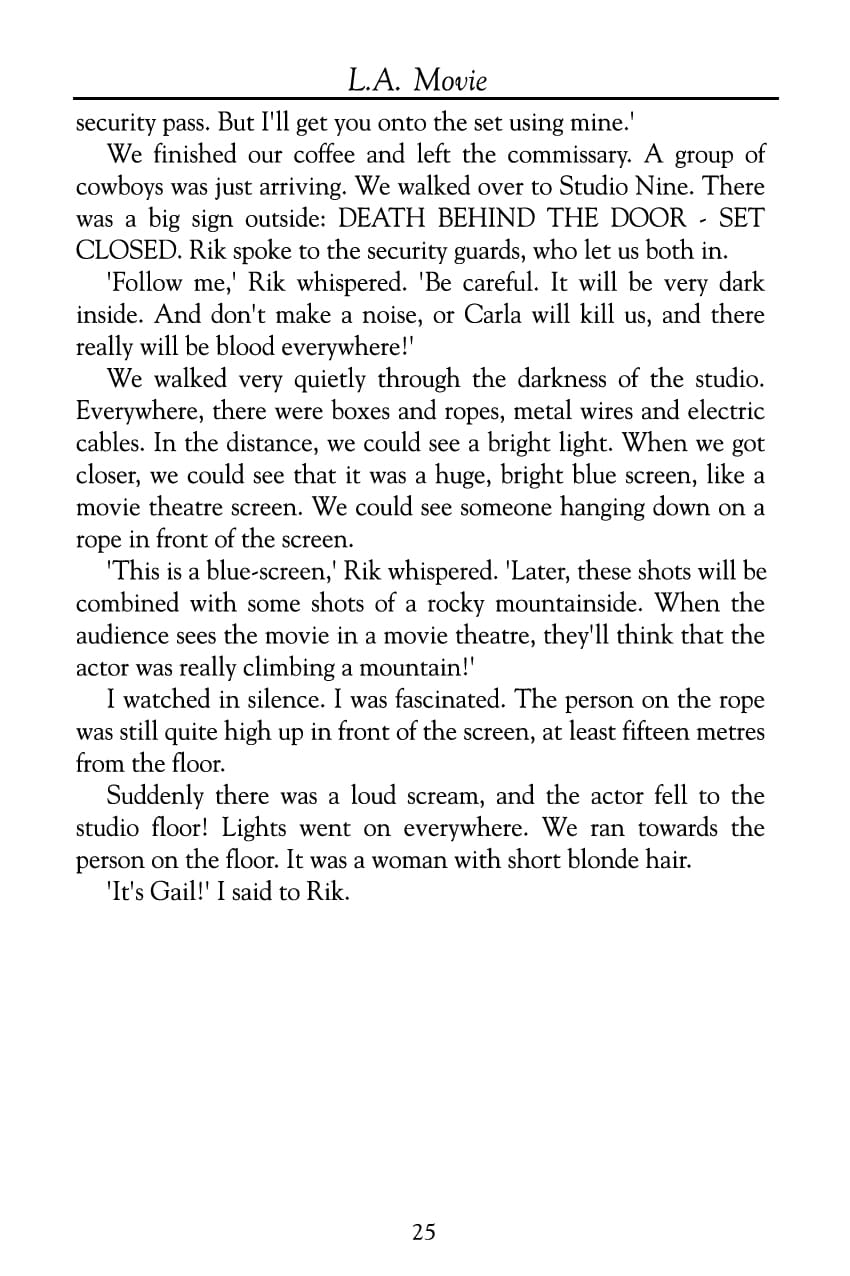 L.A. Movie
security pass. But I'll get you onto the set using mine.'
We finished our coffee and left the commissary. A group of
cowboys was just arriving. We walked over to Studio Nine. There
was a big sign outside: DEATH BEHIND THE DOOR - SET
CLOSED. Rik spoke to the security guards, who let us both in.
'Follow me,' Rik whispered. 'Be careful. It will be very dark
inside. And don't make a noise, or Carla will kill us, and there
really will be blood everywhere!'
We walked very quietly through the darkness of the studio.
Everywhere, there were boxes and ropes, metal wires and electric
cables. In the distance, we could see a bright light. When we got
closer, we could see that it was a huge, bright blue screen, like a
movie theatre screen. We could see someone hanging down on a
rope in front of the screen.
'This is a blue-screen,' Rik whispered. 'Later, these shots will be
combined with some shots of a rocky mountainside. When the
audience sees the movie in a movie theatre, they'll think that the
actor was really climbing a mountain!'
I watched in silence. I was fascinated. The person on the rope
was still quite high up in front of the screen, at least fifteen metres
from the floor.
Suddenly there was a loud scream, and the actor fell to the
studio floor! Lights went on everywhere. We ran towards the
person on the floor. It was a woman with short blonde hair.
'It's Gail!' I said to Rik.
25